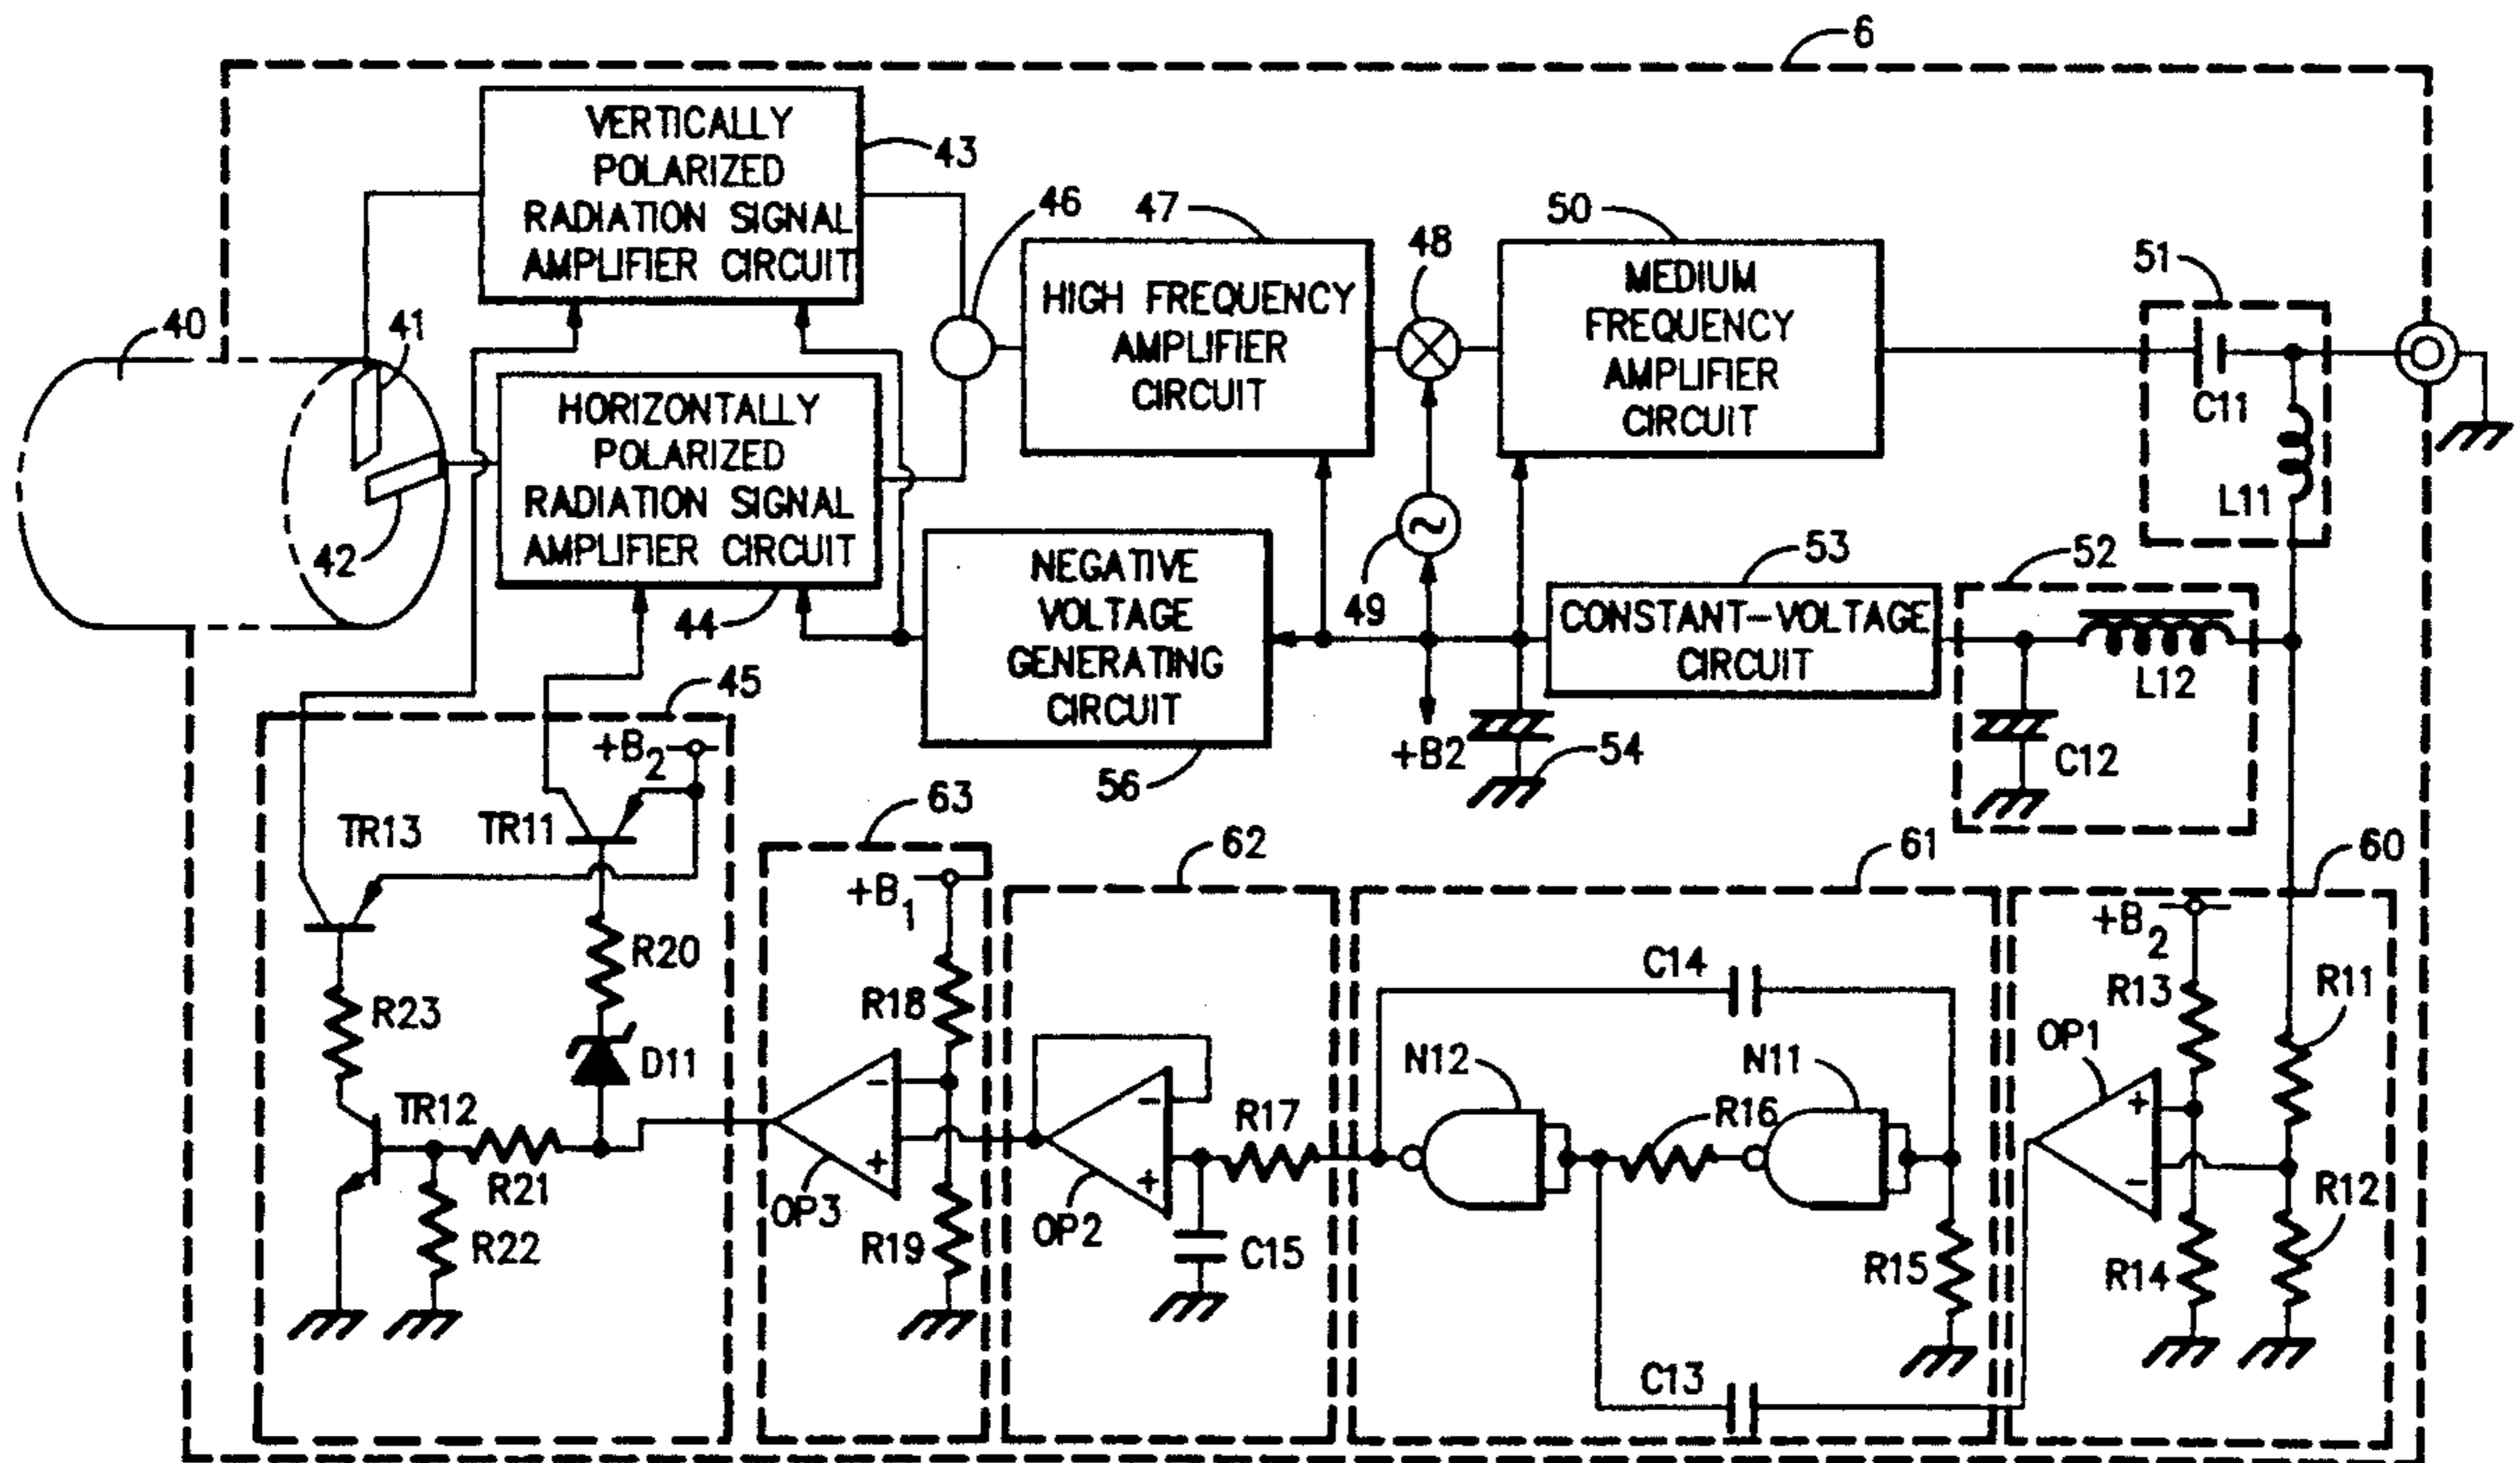 6
VERTICALLY
POLARIZED
RADIATION SIGNAL
AMPLIFIER CIRCUIT
43
46
47
48
50
51
40
41
42
HIGH FREQUENCY
AMPLIFIER
CIRCUIT
MEDIUM
FREQUENCY
AMPLIFIER
CIRCUIT
C11
L11
HORIZONTALLY
POLARIZED
RADIATION SIGNAL
AMPLIFIER CIRCUIT
44
NEGATIVE
VOLTAGE
GENERATING
CIRCUIT
56
49
~
53
CONSTANT-VOLTAGE
CIRCUIT
52
L12
C12
+B2
54
45
+B2
TR13
TR11
R20
R23
D11
TR12
R21
R22
63
+B1
R18
-
+
OP3
R19
62
-
+
OP2
R17
C15
61
C14
N12
N11
R16
R15
C13
60
+B2
R13
R11
OP1
+
-
R14
R12